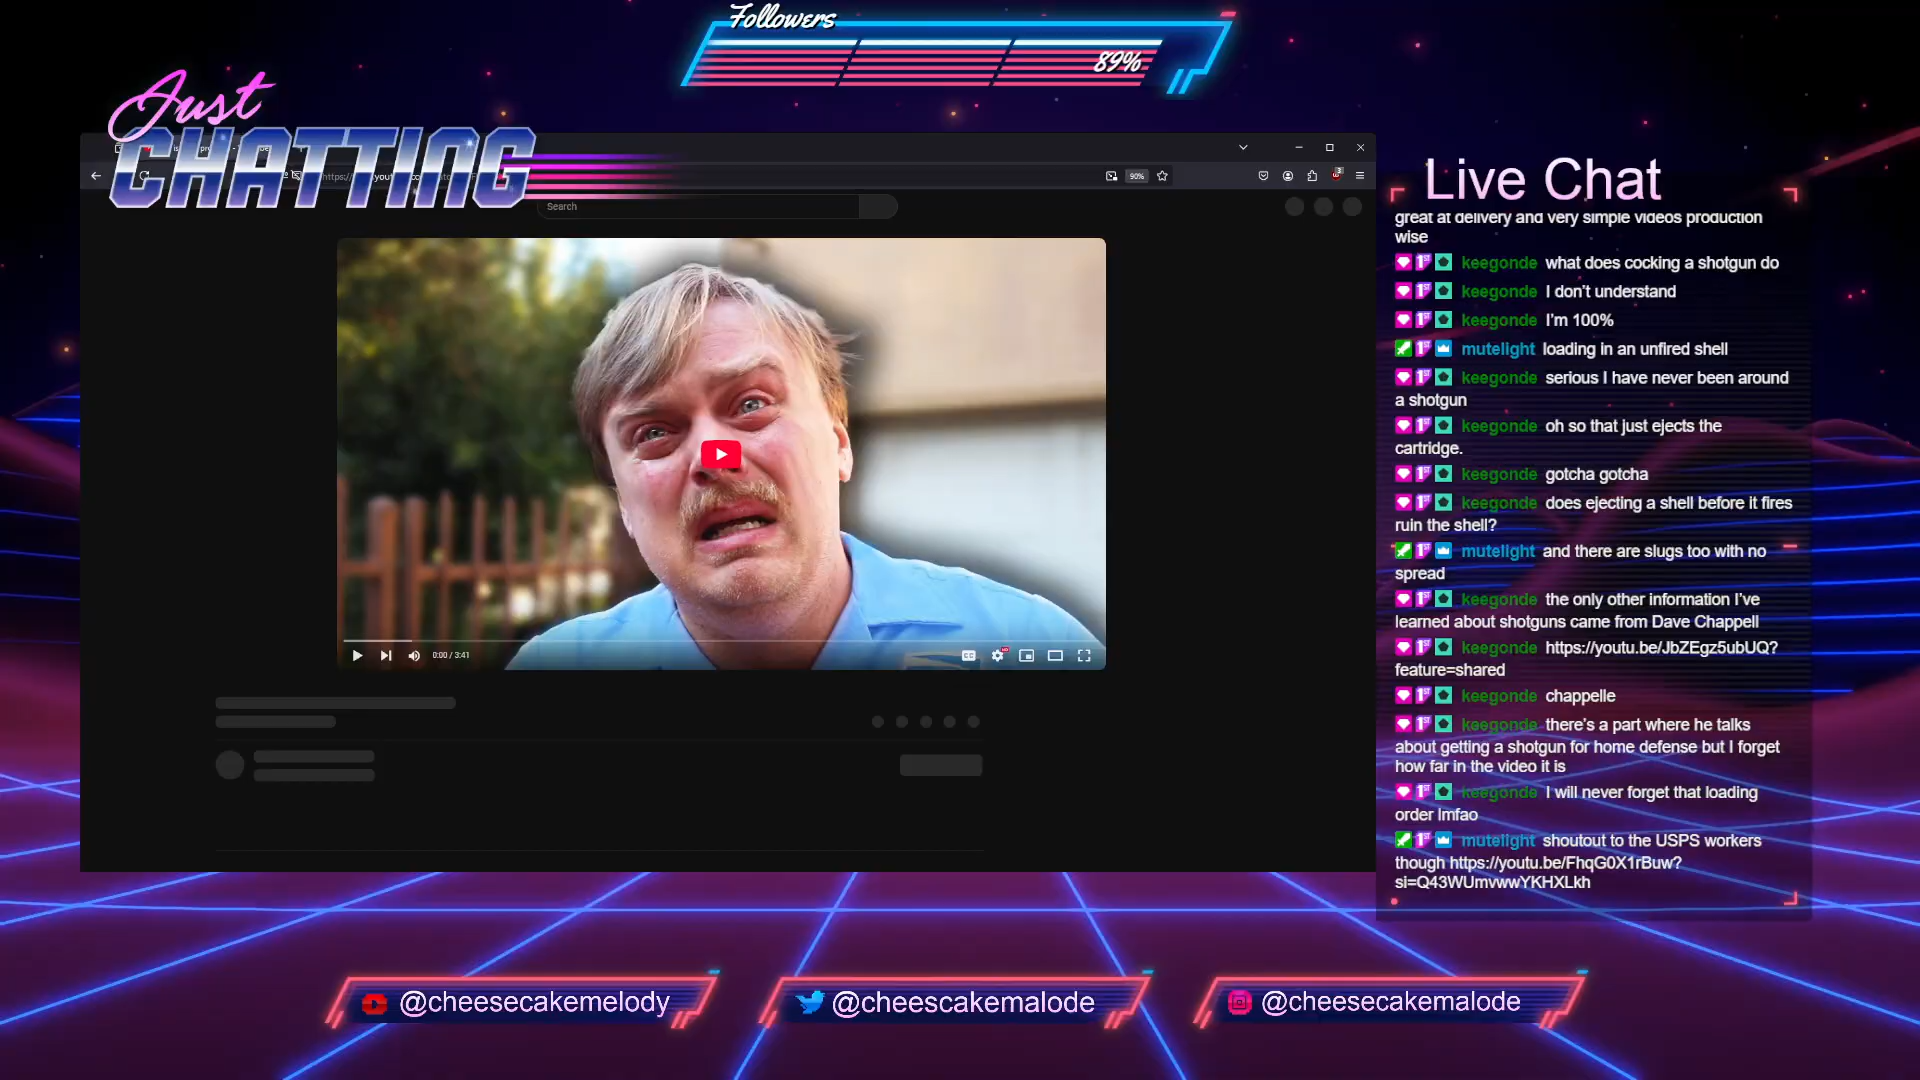 Followers
89%
Just
CHATTING
90%
Search
0:00 / 3:41
Live Chat
great at delivery and very simple videos production
wise
keegonde what does cocking a shotgun do
keegonde I don't understand
keegonde I'm 100%
mutelight loading in an unfired shell
keegonde serious I have never been around
a shotgun
keegonde oh so that just ejects the
cartridge.
keegonde gotcha gotcha
keegonde does ejecting a shell before it fires
ruin the shell?
mutelight and there are slugs too with no
spread
keegonde the only other information I've
learned about shotguns came from Dave Chappell
keegonde https://youtu.be/JbZEgz5ubUQ?
feature=shared
keegonde chappelle
keegonde there's a part where he talks
about getting a shotgun for home defense but I forget
how far in the video it is
keegonde I will never forget that loading
order lmfao
mutelight shoutout to the USPS workers
though https://youtu.be/FhqG0X1rBuw?
si=Q43WUmvwwYKHXLkh
@cheesecakemelody
@cheescakemalode
@cheesecakemalode